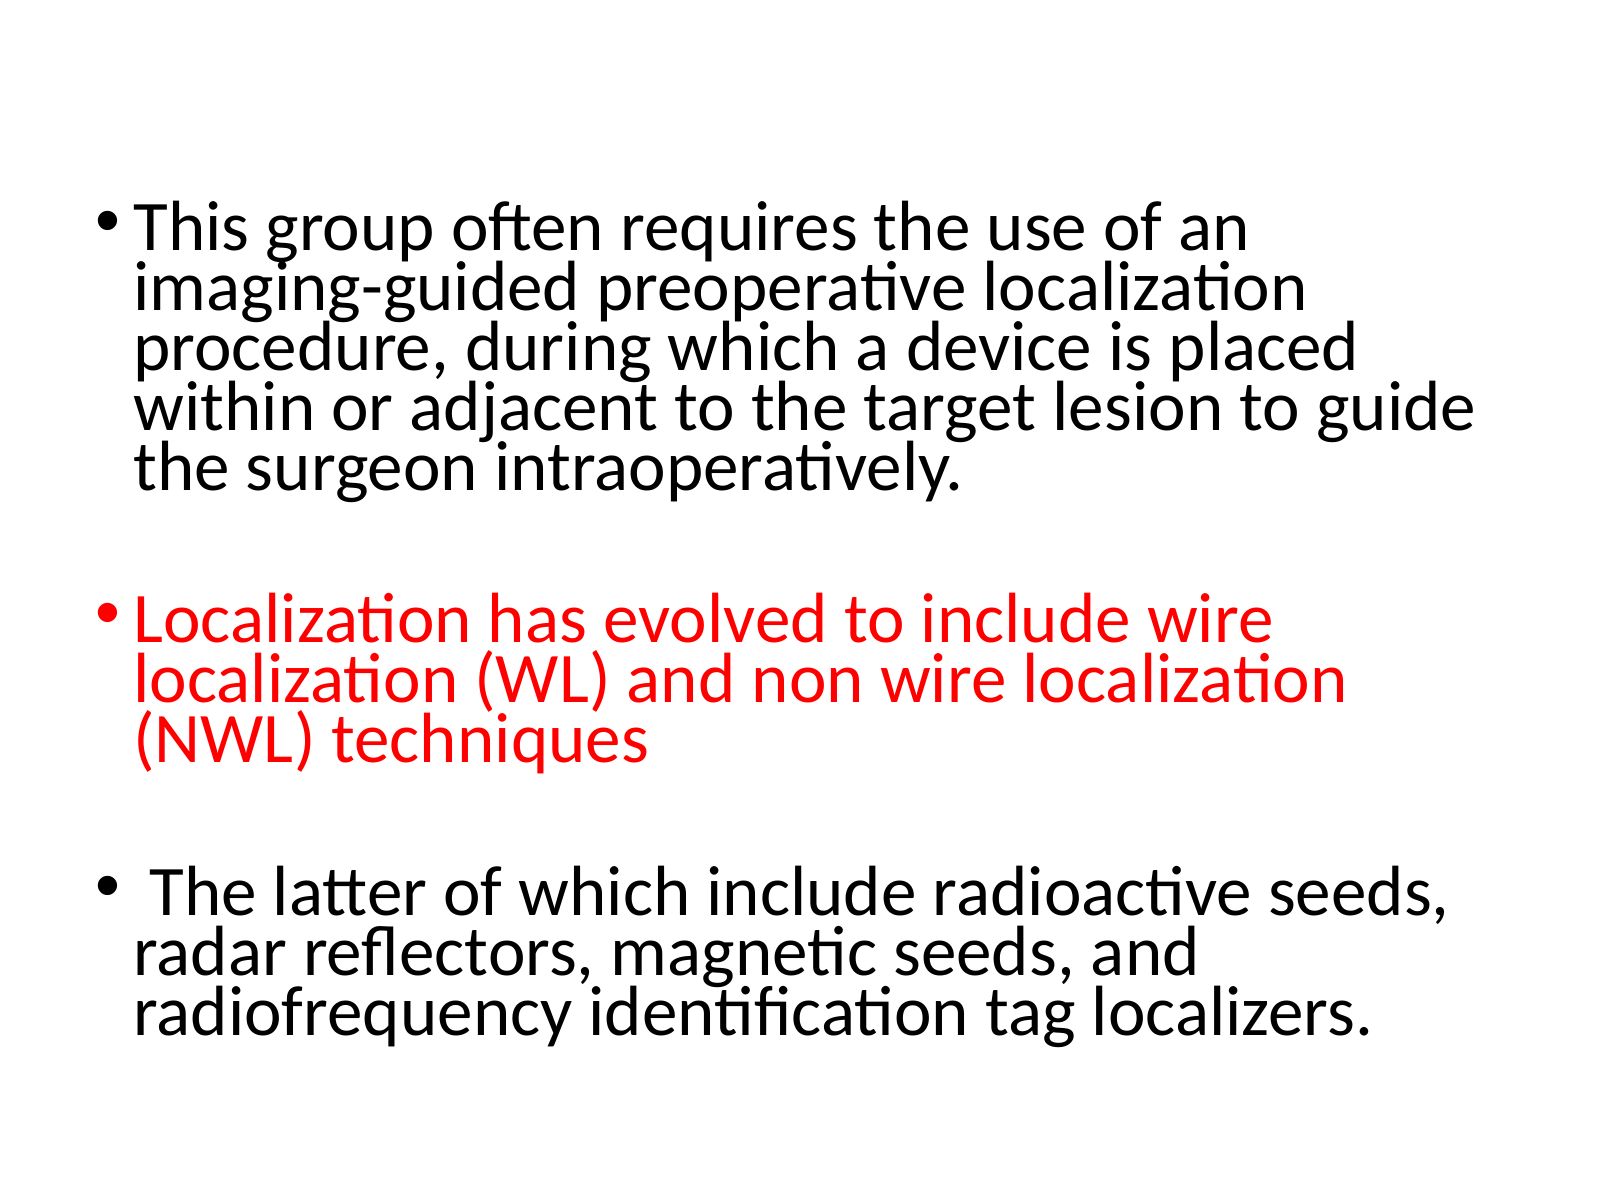 • This group often requires the use of an
imaging-guided preoperative localization
procedure, during which a device is placed
within or adjacent to the target lesion to guide
the surgeon intraoperatively.
• Localization has evolved to include wire
localization (WL) and non wire localization
(NWL) techniques
• The latter of which include radioactive seeds,
radar reflectors, magnetic seeds, and
radiofrequency identification tag localizers.